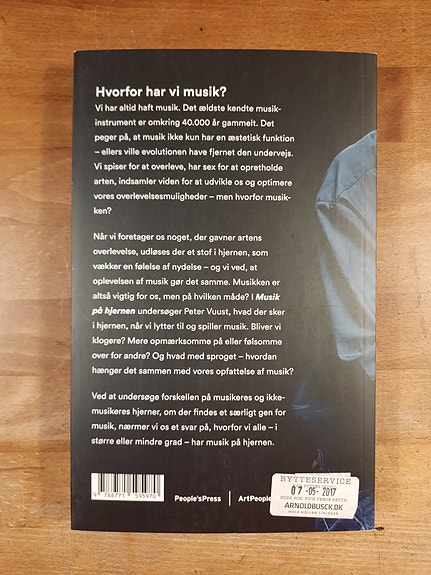 Hvorfor har vi musik?
Vi har altid haft musik. Det ældste kendte musik-
instrument er omkring 40.000 år gammelt. Det
peger på, at musik ikke kun har en æstetisk funktion
– ellers ville evolutionen have fjernet den undervejs.
Vi spiser for at overleve, har sex for at opretholde
arten, indsamler viden for at udvikle os og optimere
vores overlevelsesmuligheder – men hvorfor musik-
ken?
Når vi foretager os noget, der gavner artens
overlevelse, udløses der et stof i hjernen, som
vækker en følelse af nydelse – og vi ved, at
oplevelsen af musik gør det samme. Musikken er
altså vigtig for os, men på hvilken måde? I Musik
på hjernen undersøger Peter Vuust, hvad der sker
i hjernen, når vi lytter til og spiller musik. Bliver vi
klogere? Mere opmærksomme på eller følsomme
over for andre? Og hvad med sproget – hvordan
hænger det sammen med vores opfattelse af musik?
Ved at undersøge forskellen på musikeres og ikke-
musikeres hjerner, om der findes et særligt gen for
musik, nærmer vi os et svar på, hvorfor vi alle – i
større eller mindre grad – har musik på hjernen.
9 788771 595970
People'sPress
ArtPeople
BYTTESERVICE
07 -05- 2017
ARNOLDBUSCK.DK